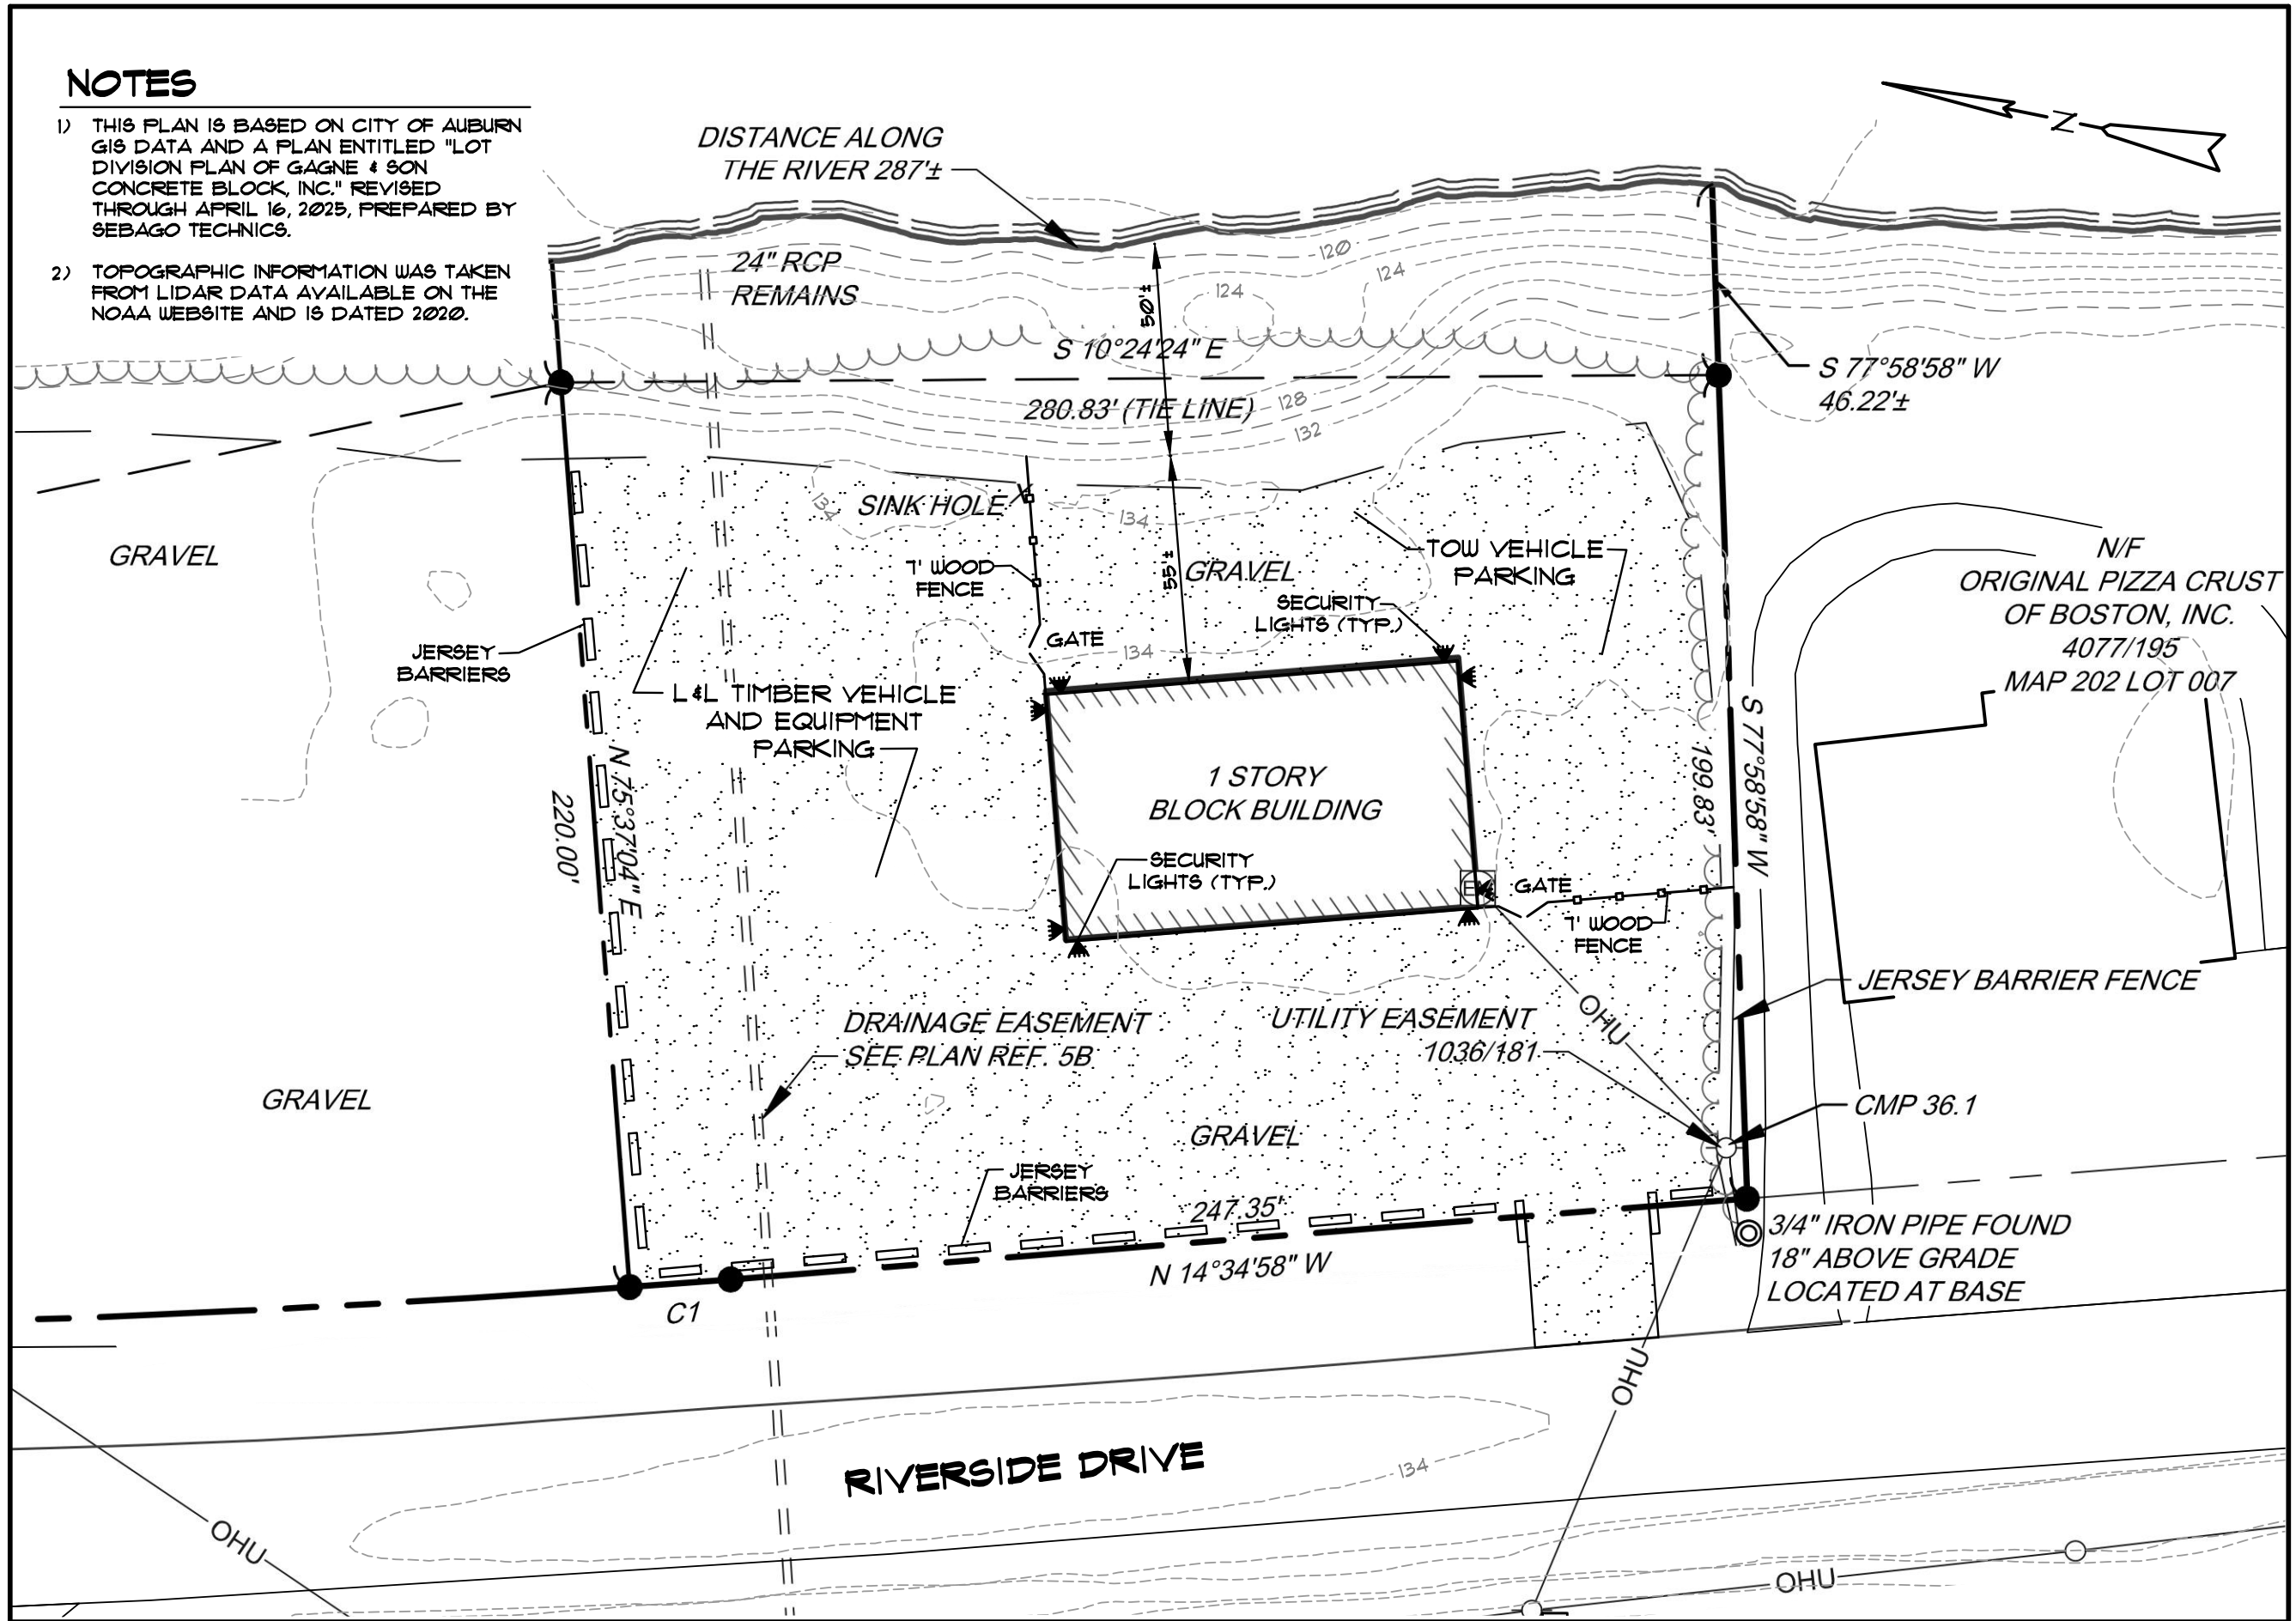 NOTES
1) THIS PLAN IS BASED ON CITY OF AUBURN
GIS DATA AND A PLAN ENTITLED "LOT
DIVISION PLAN OF GAGNE & SON
CONCRETE BLOCK, INC." REVISED
THROUGH APRIL 16, 2025, PREPARED BY
SEBAGO TECHNICS.
2) TOPOGRAPHIC INFORMATION WAS TAKEN
FROM LIDAR DATA AVAILABLE ON THE
NOAA WEBSITE AND IS DATED 2020.
DISTANCE ALONG
THE RIVER 287'±
N
24" RCP
REMAINS
120
124
124
50'±
S 10°24'24" E
280.83' (TIE LINE)
128
132
S 77°58'58" W
46.22'±
134
SINK HOLE
134
GRAVEL
7' WOOD
FENCE
55'±
GRAVEL
TOW VEHICLE
PARKING
SECURITY
LIGHTS (TYP.)
N/F
ORIGINAL PIZZA CRUST
OF BOSTON, INC.
4077/195
MAP 202 LOT 007
JERSEY
BARRIERS
GATE
134
L&L TIMBER VEHICLE
AND EQUIPMENT
PARKING
N 75°37'04" E
220.00'
1 STORY
BLOCK BUILDING
S 77°58'58" W
199.83'
SECURITY
LIGHTS (TYP.)
EM
GATE
7' WOOD
FENCE
JERSEY BARRIER FENCE
DRAINAGE EASEMENT
SEE PLAN REF. 5B
UTILITY EASEMENT
1036/181
OHU
GRAVEL
CMP 36.1
GRAVEL
JERSEY
BARRIERS
247.35'
N 14°34'58" W
C1
3/4" IRON PIPE FOUND
18" ABOVE GRADE
LOCATED AT BASE
OHU
RIVERSIDE DRIVE
134
OHU
OHU